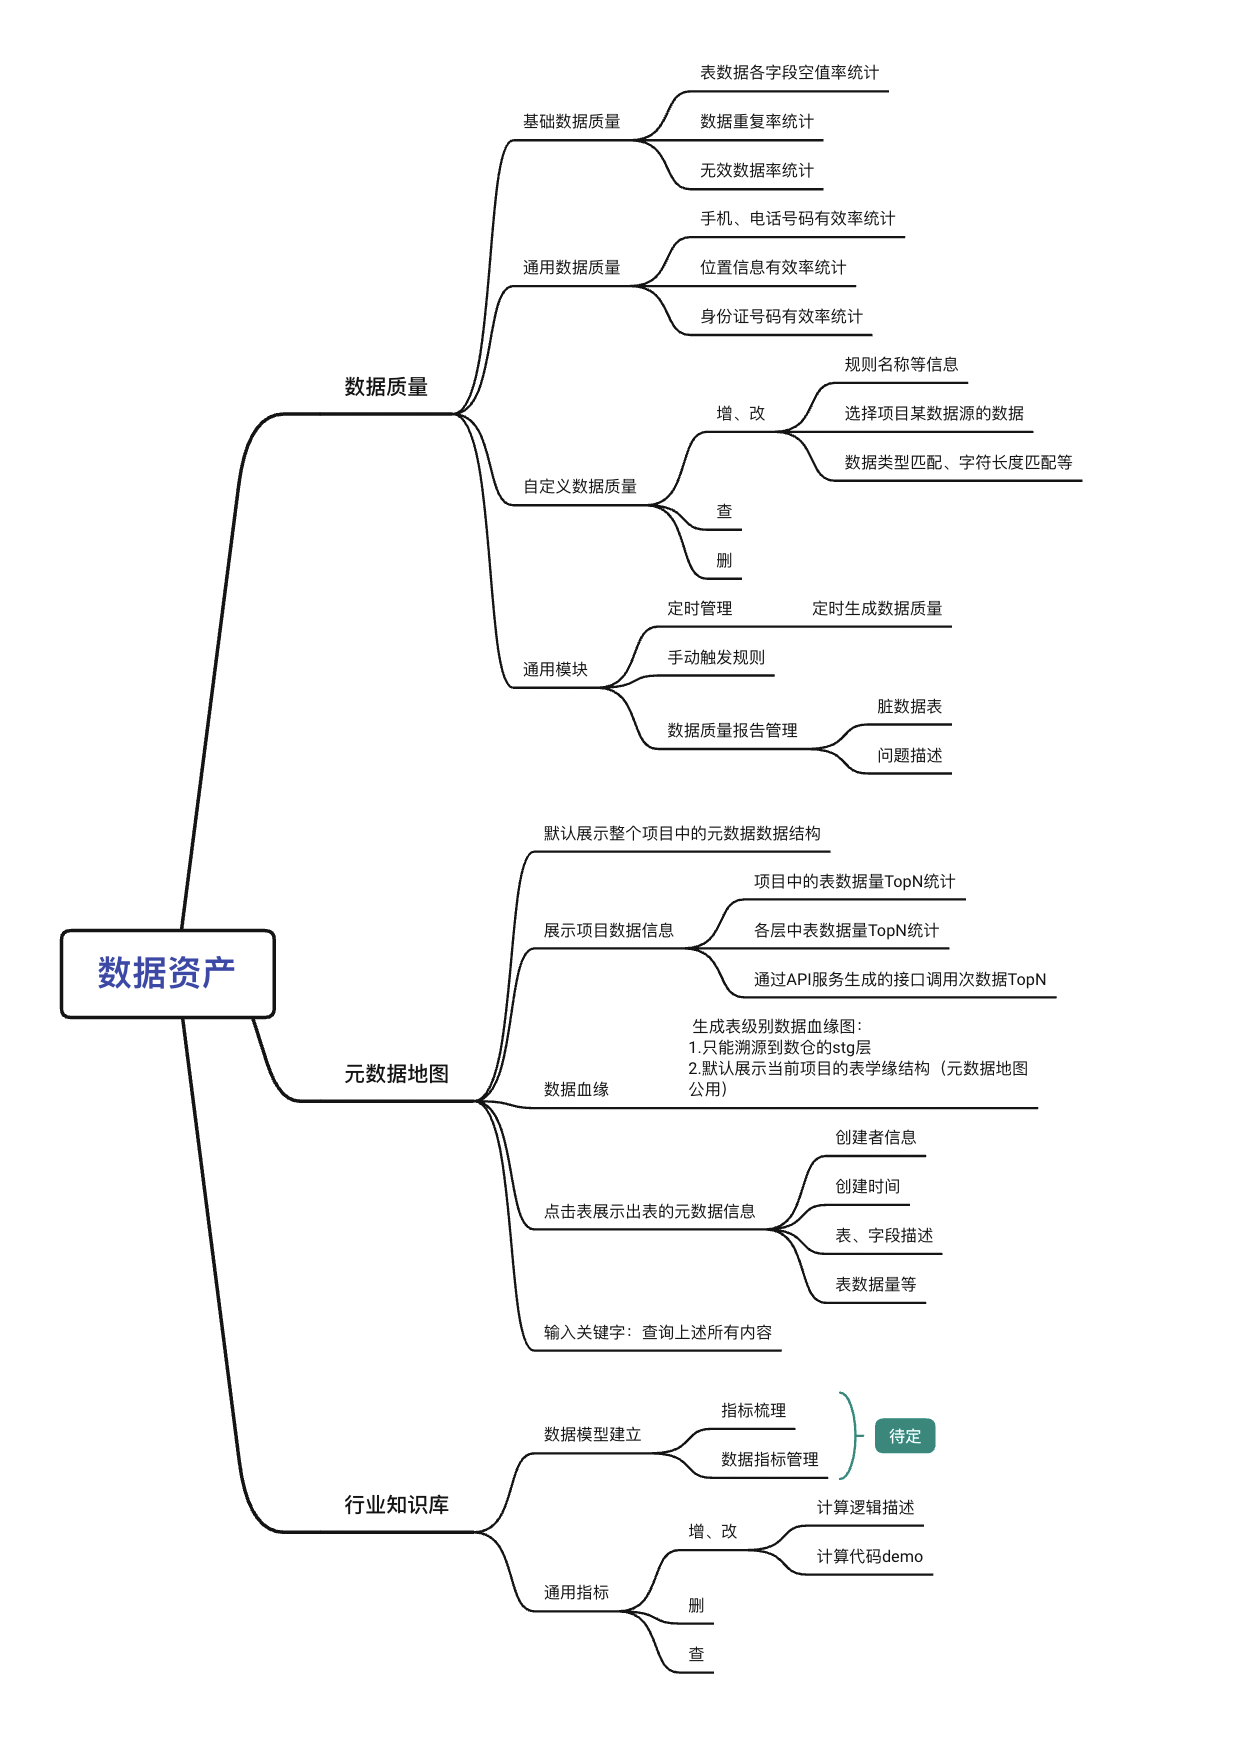 数据资产
数据质量
基础数据质量
表数据各字段空值率统计
数据重复率统计
无效数据率统计
通用数据质量
手机、电话号码有效率统计
位置信息有效率统计
身份证号码有效率统计
自定义数据质量
增、改
规则名称等信息
选择项目某数据源的数据
数据类型匹配、字符长度匹配等
查
删
通用模块
定时管理
定时生成数据质量
手动触发规则
数据质量报告管理
脏数据表
问题描述
元数据地图
默认展示整个项目中的元数据数据结构
展示项目数据信息
项目中的表数据量TopN统计
各层中表数据量TopN统计
通过API服务生成的接口调用次数据TopN
数据血缘
生成表级别数据血缘图：
1.只能溯源到数仓的stg层
2.默认展示当前项目的表学缘结构（元数据地图
公用）
点击表展示出表的元数据信息
创建者信息
创建时间
表、字段描述
表数据量等
输入关键字：查询上述所有内容
行业知识库
数据模型建立
指标梳理
数据指标管理
待定
通用指标
增、改
计算逻辑描述
计算代码demo
删
查